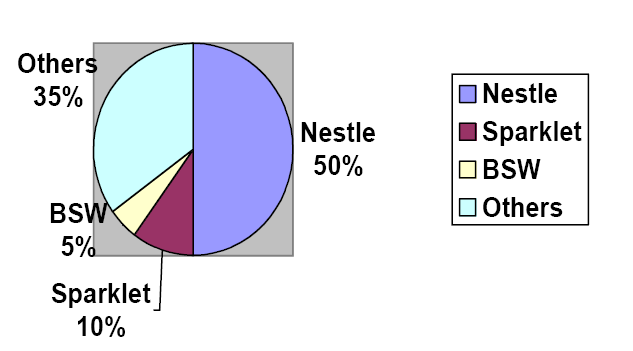 Others
35%
Nestle
50%
BSW
5%
Sparklet
10%
Nestle
Sparklet
BSW
Others